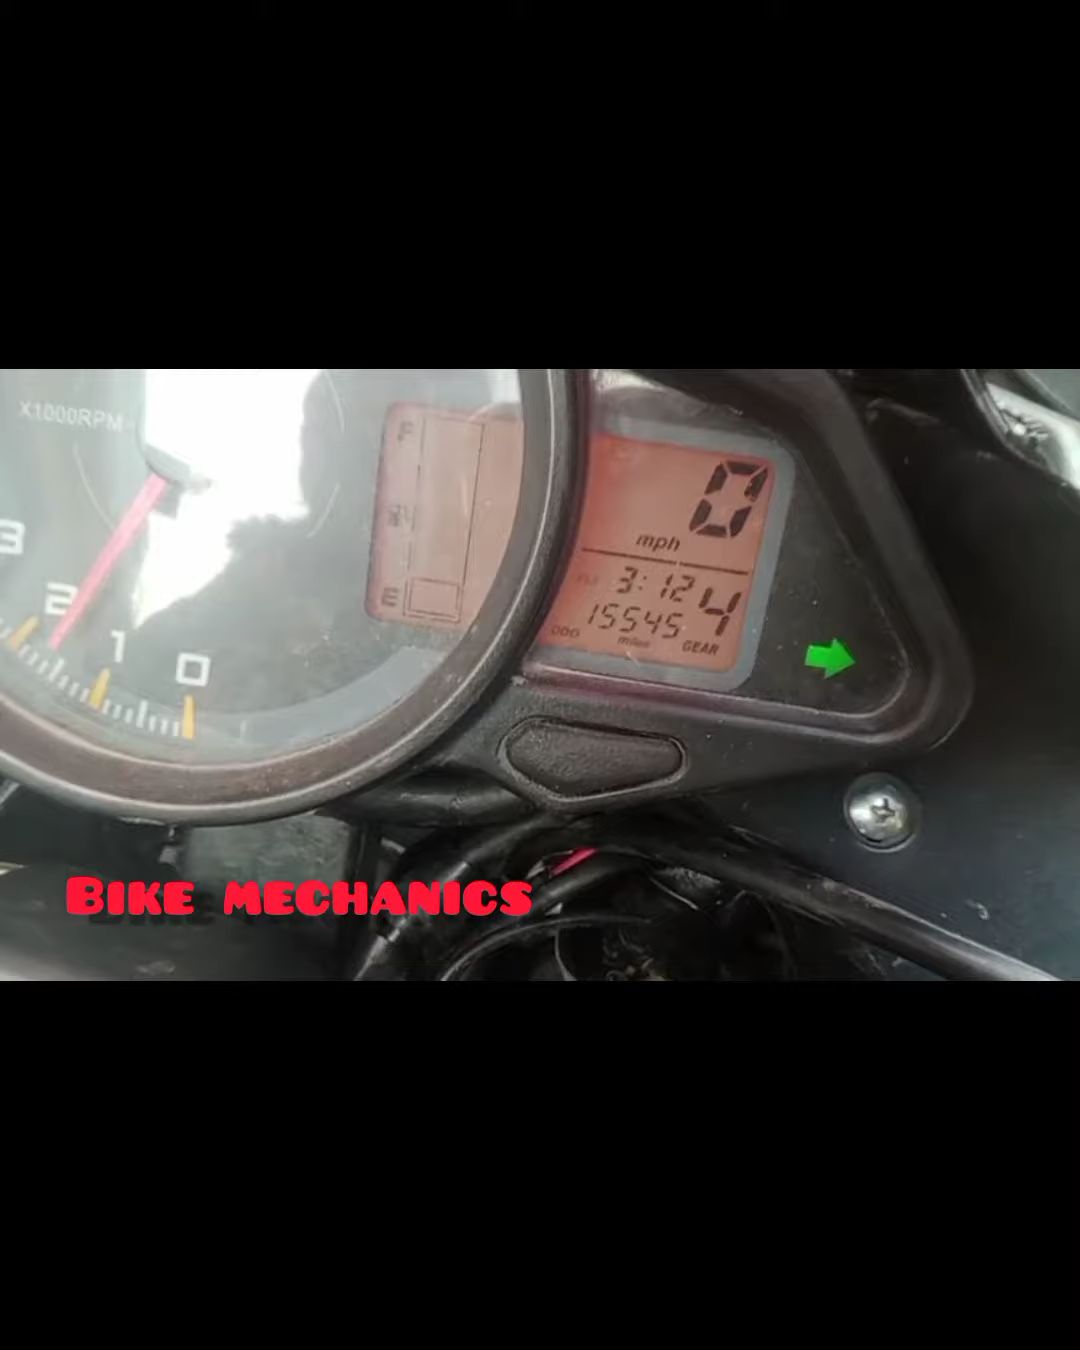 X1000RPM
F
E
3
2
1
0
0
mph
3:12
4
15545
ODO
miles
GEAR
BIKE MECHANICS